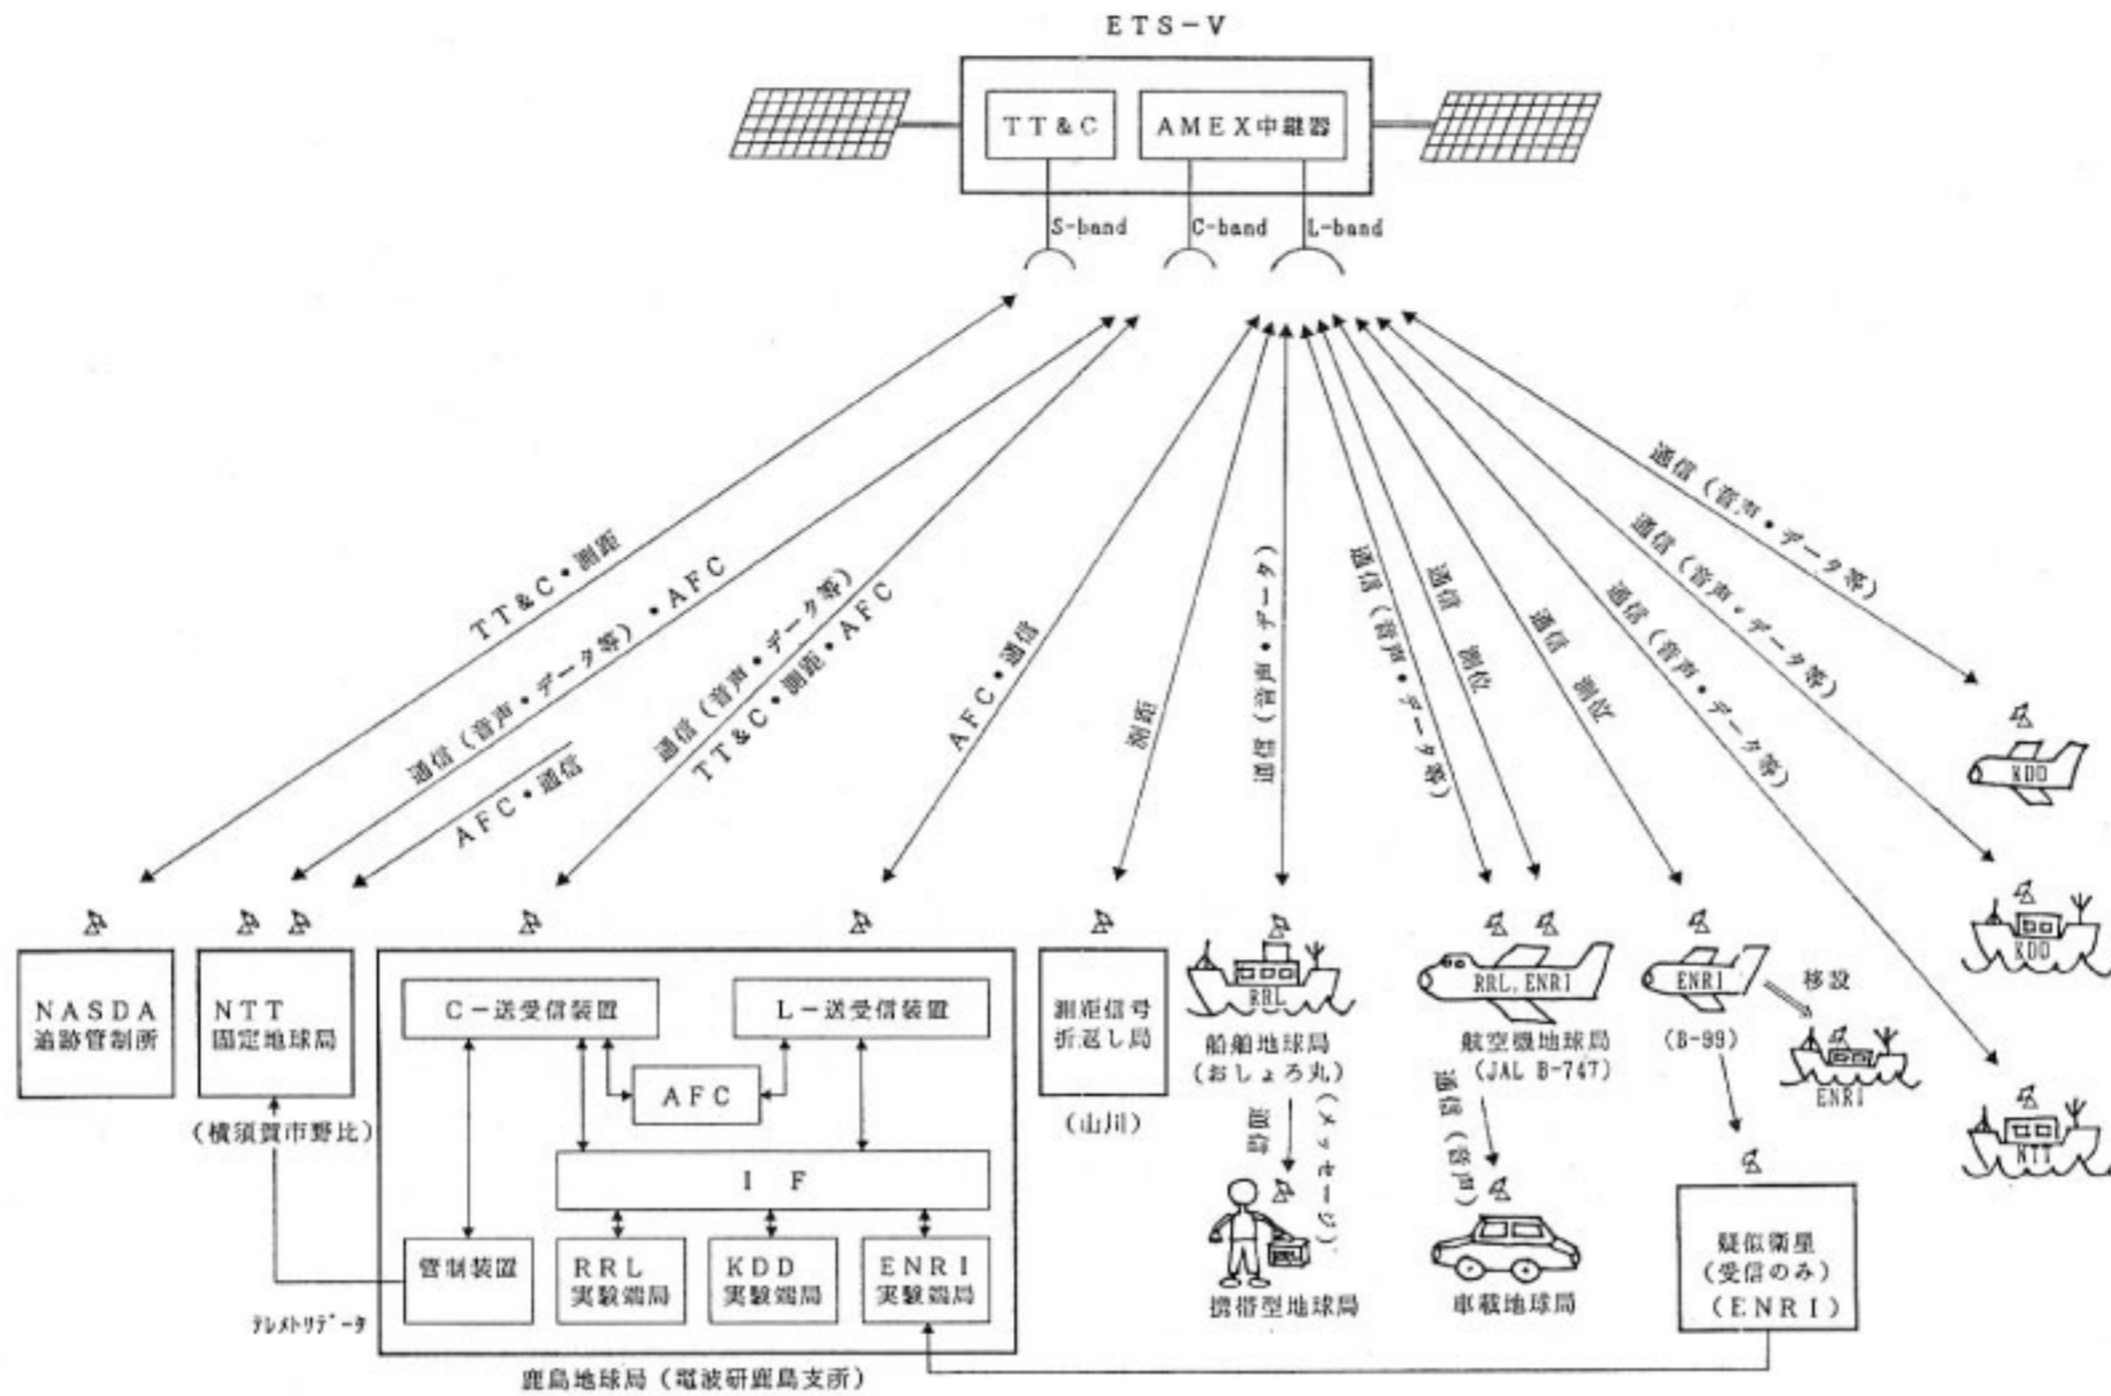 ETS-V
TT&C
AMEX中継器
S-band
C-band
L-band
TT&C・測距
通信(音声・データ等)・AFC
AFC・通信
通信(音声・データ等)
TT&C・測距・AFC
AFC・通信
測距
通信(音声・データ)
通信(音声・データ等)
通信 測位
通信 測位
通信(音声・データ等)
通信(音声・データ等)
通信(音声・データ等)
KDD
KDD
NTT
NASDA
追跡管制所
NTT
固定地球局
(横須賀市野比)
C-送受信装置
L-送受信装置
AFC
IF
管制装置
RRL
実験端局
KDD
実験端局
ENRI
実験端局
テレメトリデータ
鹿島地球局(電波研鹿島支所)
測距信号
折返し局
(山川)
RRL
船舶地球局
(おしょろ丸)
通信
(メッセージ)
携帯型地球局
RRL, ENRI
航空機地球局
(JAL B-747)
通信(音声)
車載地球局
ENRI
(B-99)
移設
ENRI
疑似衛星
(受信のみ)
(ENRI)